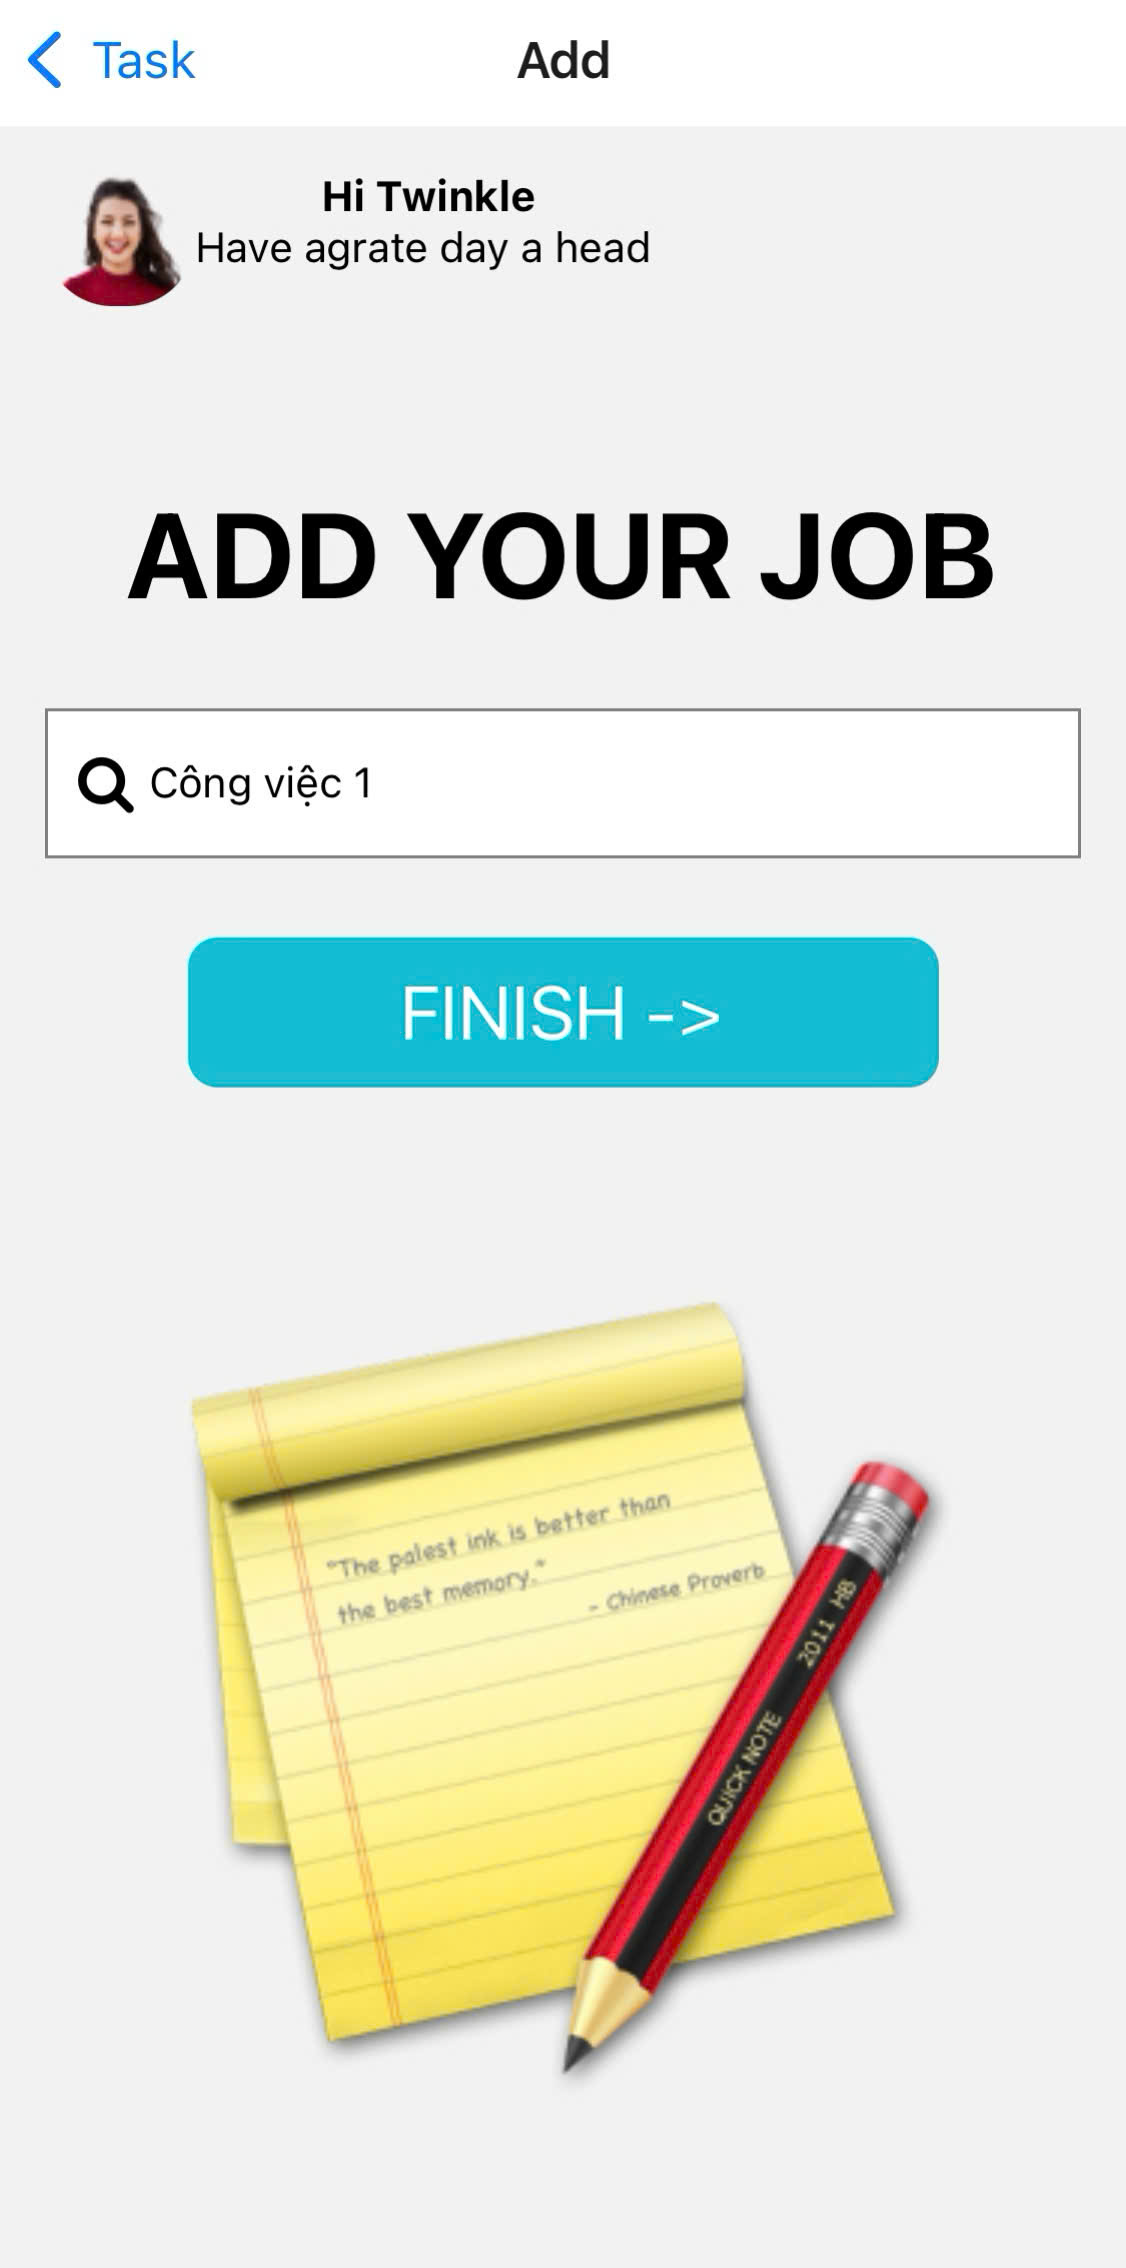 Task
Add
Hi Twinkle
Have agrate day a head
ADD YOUR JOB
Công việc 1
FINISH ->
"The palest ink is better than
the best memory."
- Chinese Proverb
QUICK NOTE 2011 HB